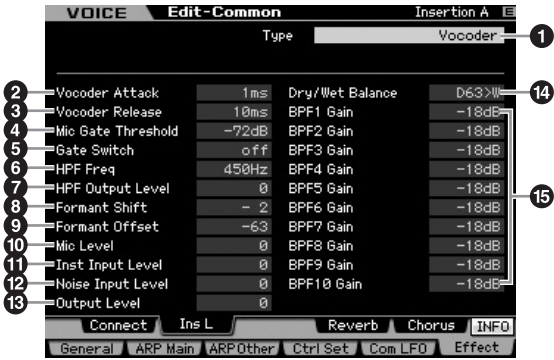 VOICE Edit-Common Insertion A E
Type Vocoder 1
2 Vocoder Attack 1ms Dry/Wet Balance D63>W 14
3 Vocoder Release 10ms BPF1 Gain -18dB
4 Mic Gate Threshold -72dB BPF2 Gain -18dB
5 Gate Switch off BPF3 Gain -18dB
6 HPF Freq 450Hz BPF4 Gain -18dB
7 HPF Output Level 0 BPF5 Gain -18dB
8 Formant Shift - 2 BPF6 Gain -18dB 15
9 Formant Offset -63 BPF7 Gain -18dB
10 Mic Level 0 BPF8 Gain -18dB
11 Inst Input Level 0 BPF9 Gain -18dB
12 Noise Input Level 0 BPF10 Gain -18dB
13 Output Level 0
Connect Ins L Reverb Chorus INFO
General ARP Main ARP Other Ctrl Set Com LFO Effect